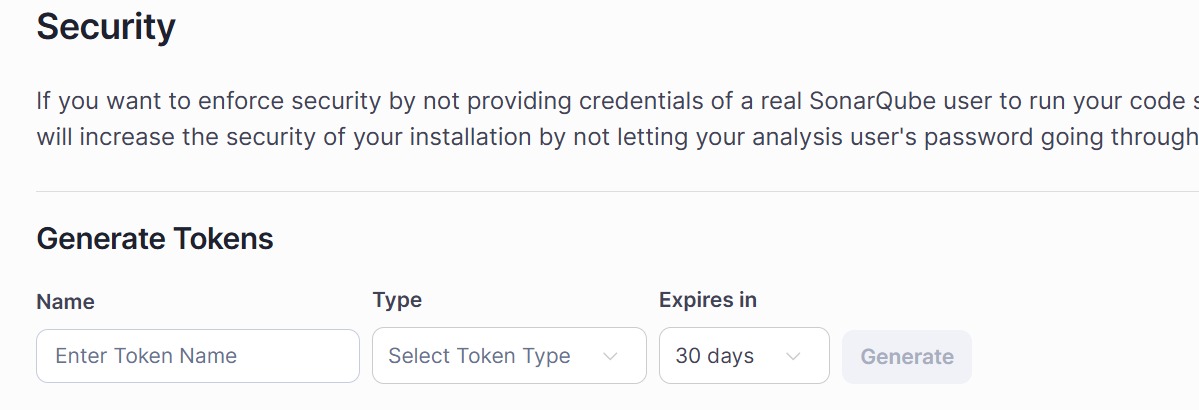 Security
If you want to enforce security by not providing credentials of a real SonarQube user to run your code
will increase the security of your installation by not letting your analysis user's password going through
Generate Tokens
Name Type Expires in
Enter Token Name Select Token Type 30 days Generate